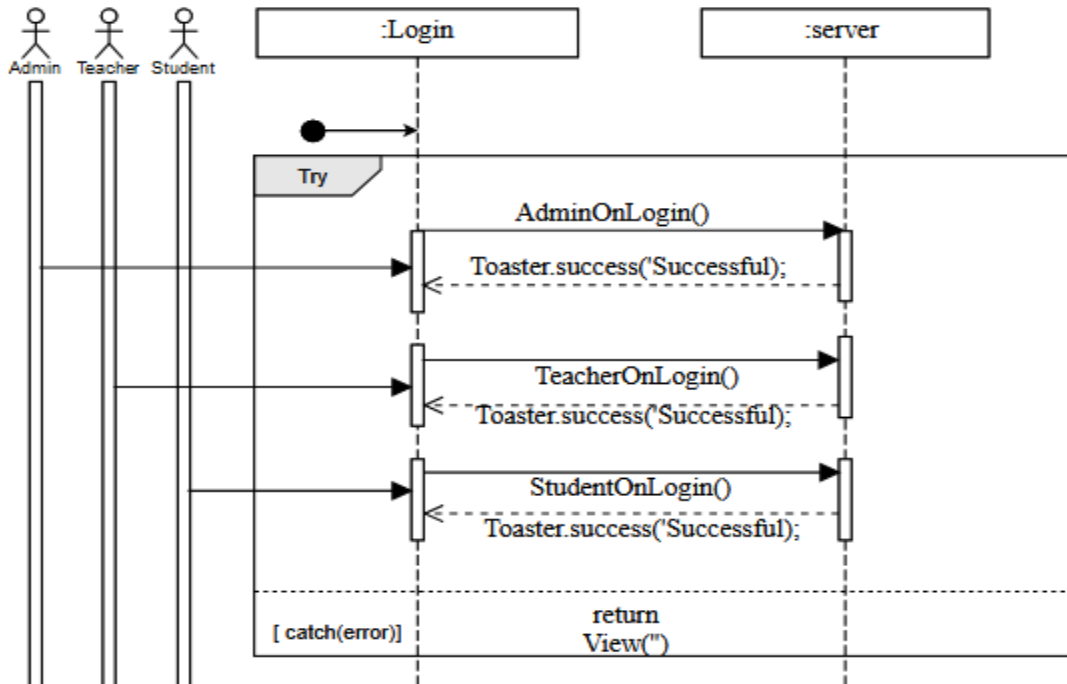 :Login
:server
Admin
Teacher
Student
Try
AdminOnLogin()
Toaster.success('Successful);
TeacherOnLogin()
Toaster.success('Successful);
StudentOnLogin()
Toaster.success('Successful);
[ catch(error)]
return
View('')